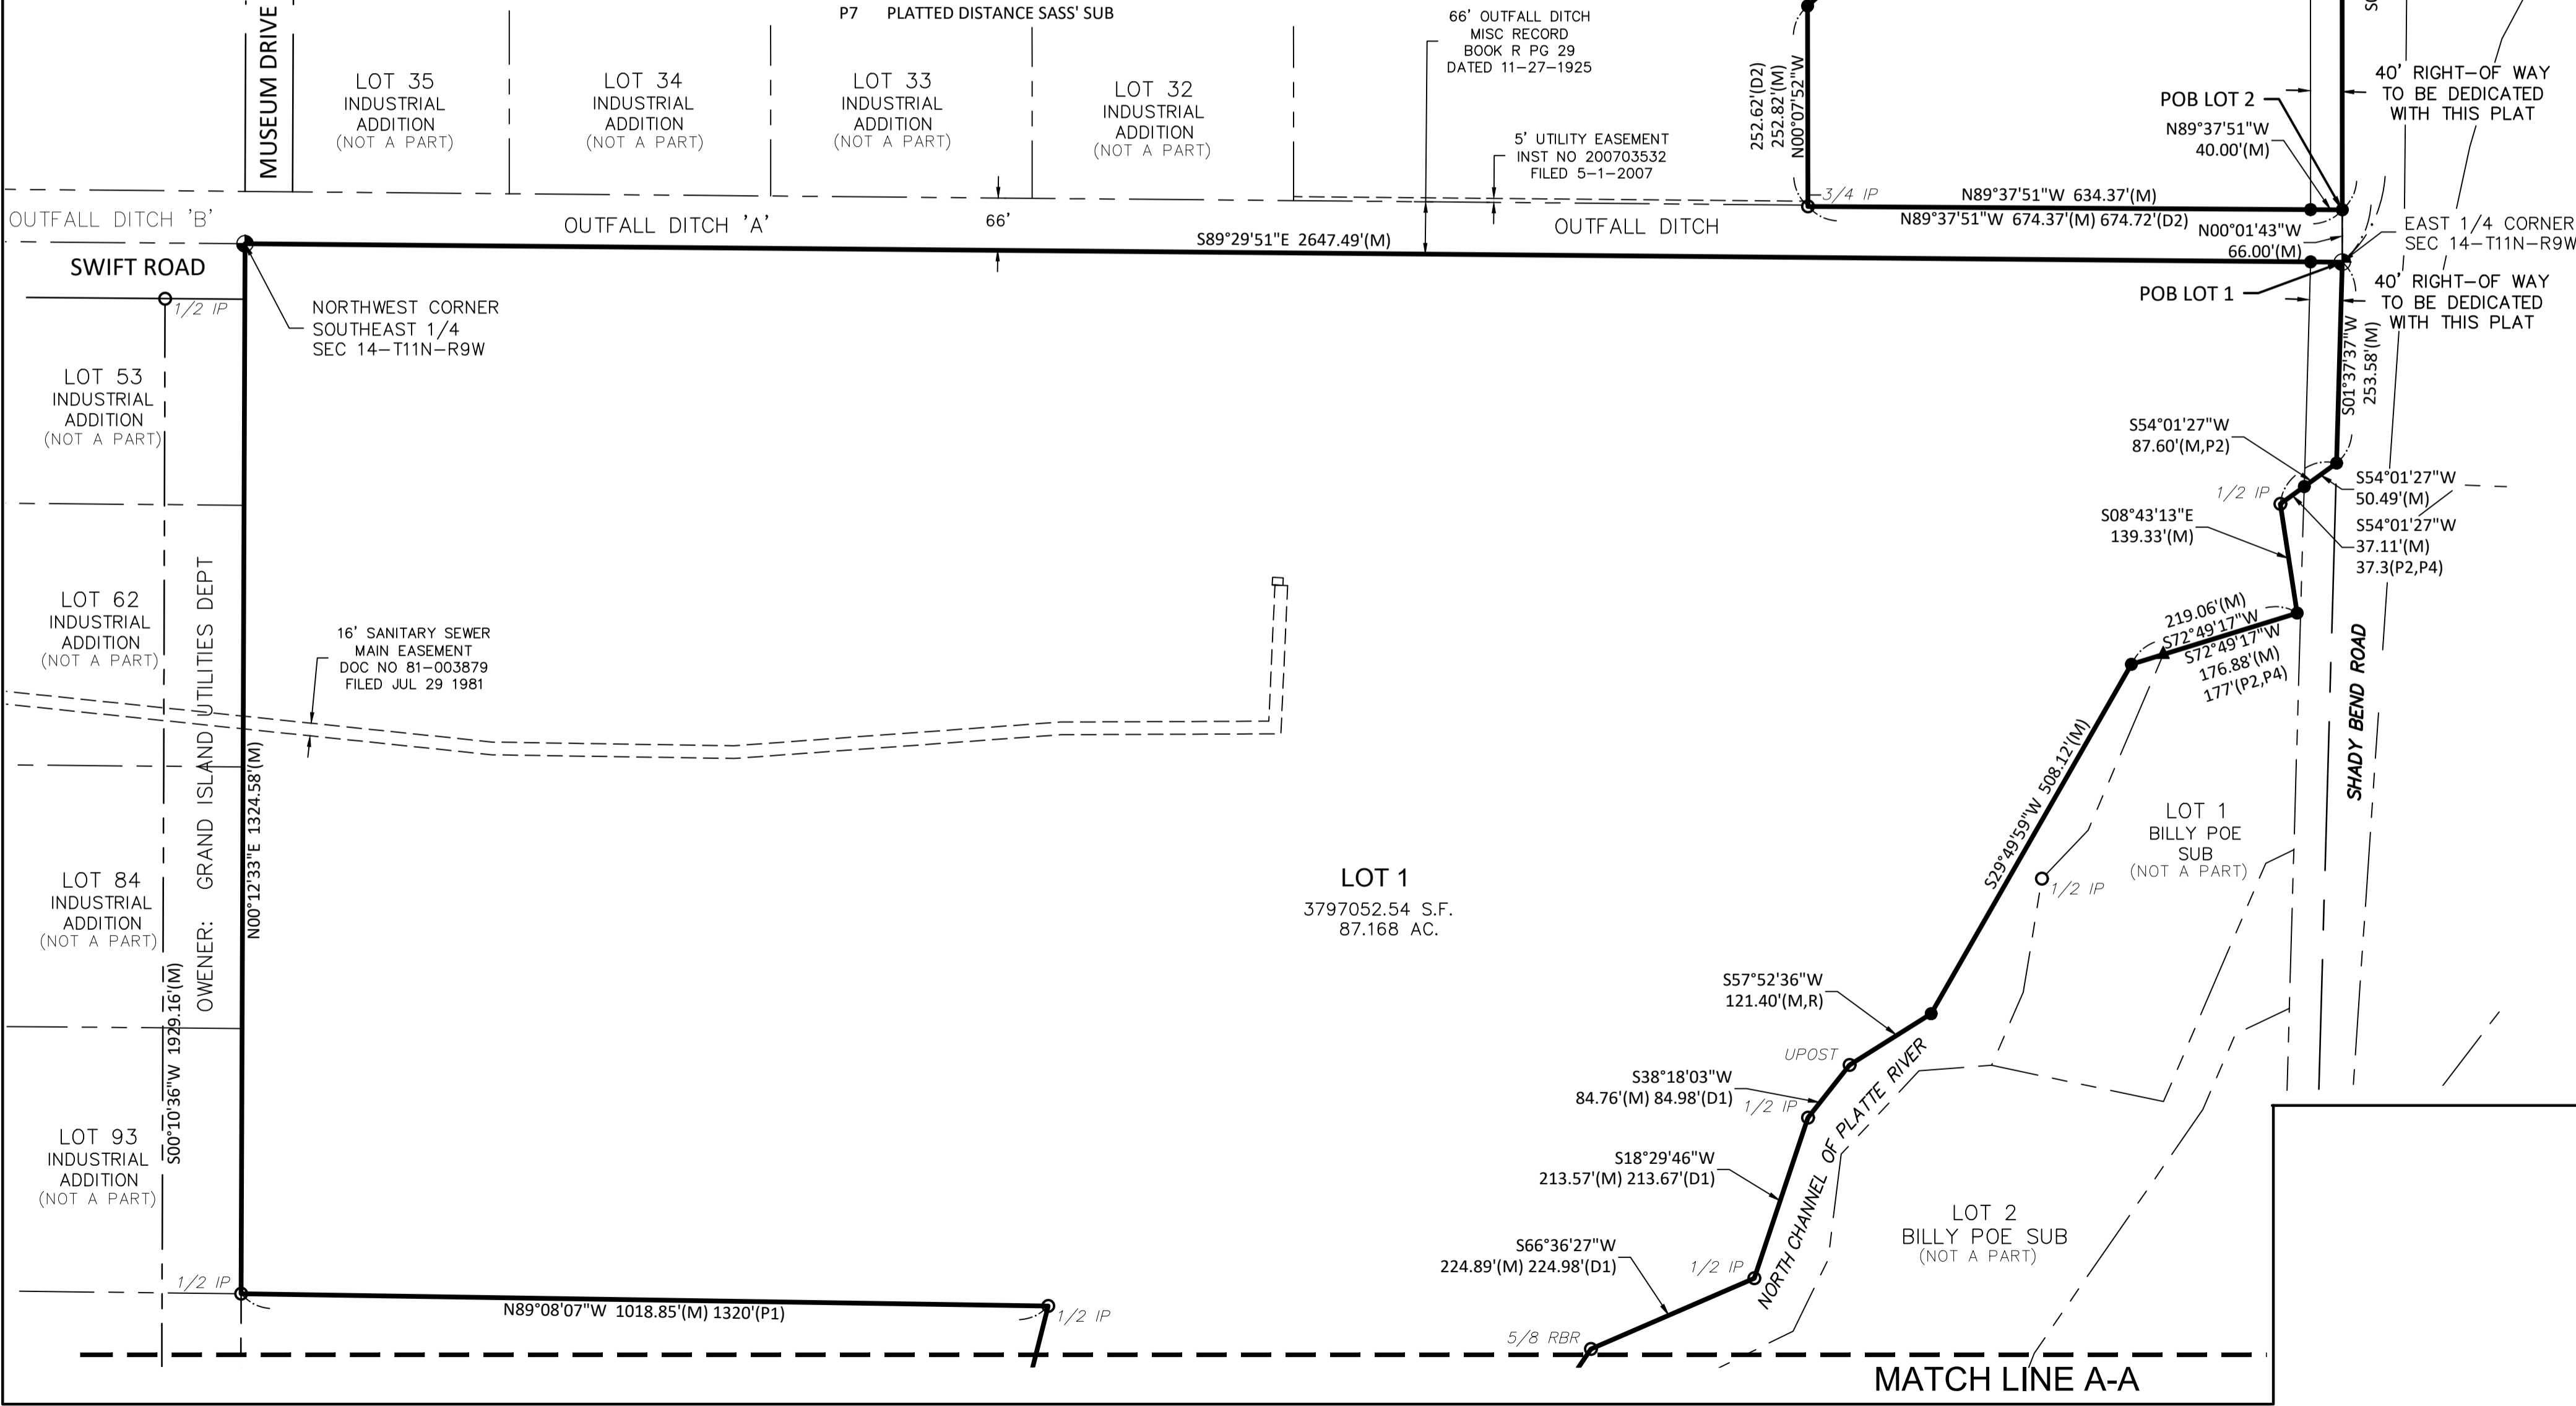 P7 PLATTED DISTANCE SASS' SUB
MUSEUM DRIVE
LOT 35
INDUSTRIAL
ADDITION
(NOT A PART)
LOT 34
INDUSTRIAL
ADDITION
(NOT A PART)
LOT 33
INDUSTRIAL
ADDITION
(NOT A PART)
LOT 32
INDUSTRIAL
ADDITION
(NOT A PART)
66' OUTFALL DITCH
MISC RECORD
BOOK R PG 29
DATED 11-27-1925
5' UTILITY EASEMENT
INST NO 200703532
FILED 5-1-2007
252.62'(D2)
252.82'(M)
N00°07'52"W
3/4 IP
POB LOT 2
N89°37'51"W
40.00'(M)
40' RIGHT-OF WAY
TO BE DEDICATED
WITH THIS PLAT
N89°37'51"W 634.37'(M)
N89°37'51"W 674.37'(M) 674.72'(D2)
N00°01'43"W
66.00'(M)
EAST 1/4 CORNER
SEC 14-T11N-R9W
OUTFALL DITCH 'B'
OUTFALL DITCH 'A'
66'
OUTFALL DITCH
S89°29'51"E 2647.49'(M)
SWIFT ROAD
1/2 IP
NORTHWEST CORNER
SOUTHEAST 1/4
SEC 14-T11N-R9W
POB LOT 1
40' RIGHT-OF WAY
TO BE DEDICATED
WITH THIS PLAT
S01°37'37"W
253.58'(M)
LOT 53
INDUSTRIAL
ADDITION
(NOT A PART)
S54°01'27"W
87.60'(M,P2)
1/2 IP
S54°01'27"W
50.49'(M)
S54°01'27"W
37.11'(M)
37.3(P2,P4)
S08°43'13"E
139.33'(M)
219.06'(M)
S72°49'17"W
S72°49'17"W
176.88'(M)
177'(P2,P4)
SHADY BEND ROAD
LOT 62
INDUSTRIAL
ADDITION
(NOT A PART)
OWENER: GRAND ISLAND UTILITIES DEPT
16' SANITARY SEWER
MAIN EASEMENT
DOC NO 81-003879
FILED JUL 29 1981
N00°12'33"E 1324.58'(M)
S29°49'59"W 508.12'(M)
LOT 1
BILLY POE
SUB
(NOT A PART)
1/2 IP
LOT 84
INDUSTRIAL
ADDITION
(NOT A PART)
LOT 1
3797052.54 S.F.
87.168 AC.
S00°10'36"W 1929.16'(M)
S57°52'36"W
121.40'(M,R)
UPOST
S38°18'03"W
84.76'(M) 84.98'(D1)
1/2 IP
NORTH CHANNEL OF PLATTE RIVER
LOT 93
INDUSTRIAL
ADDITION
(NOT A PART)
S18°29'46"W
213.57'(M) 213.67'(D1)
LOT 2
BILLY POE SUB
(NOT A PART)
S66°36'27"W
224.89'(M) 224.98'(D1)
1/2 IP
1/2 IP
N89°08'07"W 1018.85'(M) 1320'(P1)
1/2 IP
5/8 RBR
MATCH LINE A-A